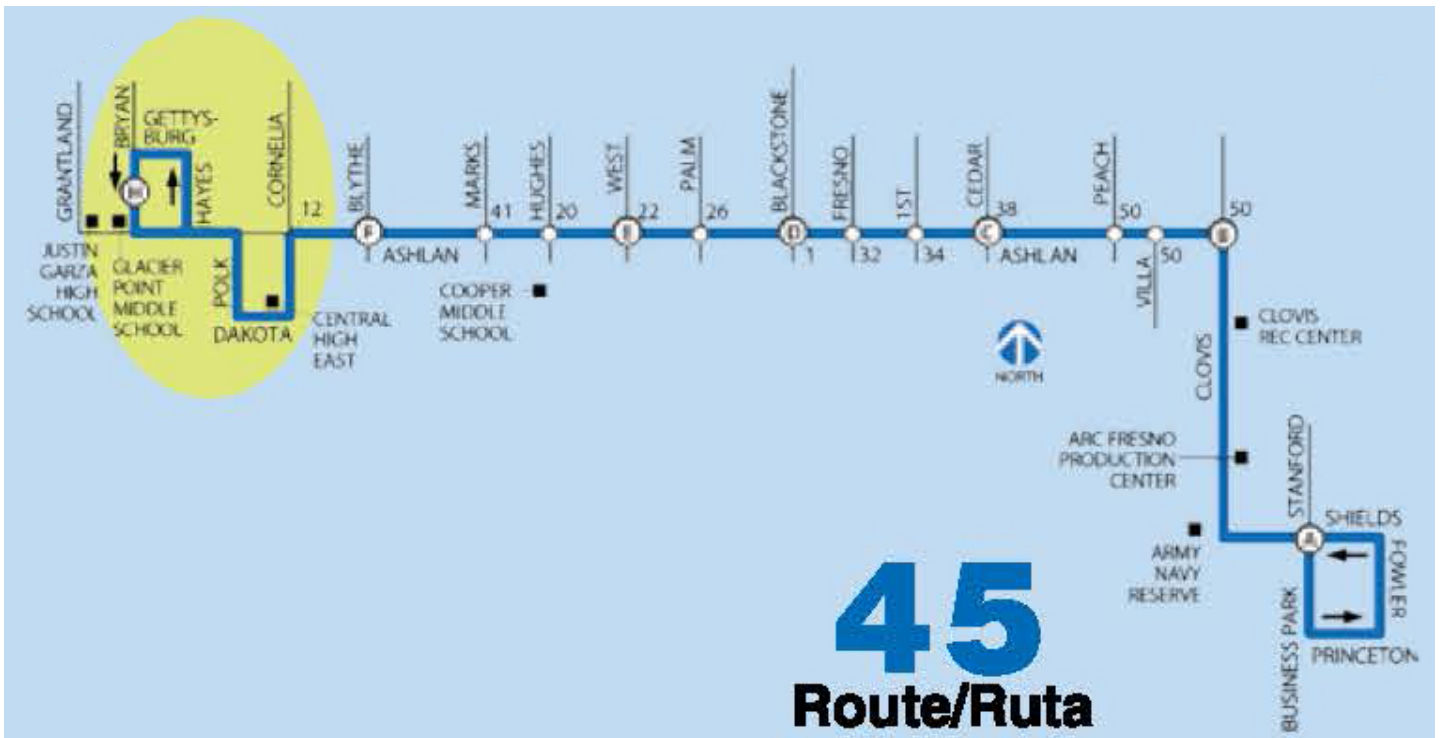 GRANTLAND
BRYAN
GETTYS-
BURG
HAYES
H
CORNELIA
12
BLYTHE
F
ASHLAN
MARKS
41
HUGHES
20
WEST
22
E
PALM
26
BLACKSTONE
D
1
FRESNO
32
1ST
34
CEDAR
38
C
ASHLAN
PEACH
50
VILLA
50
50
B
JUSTIN
GARZA
HIGH
SCHOOL
GLACIER
POINT
MIDDLE
SCHOOL
POLK
DAKOTA
CENTRAL
HIGH
EAST
COOPER
MIDDLE
SCHOOL
NORTH
CLOVIS
CLOVIS
REC CENTER
ARC FRESNO
PRODUCTION
CENTER
STANFORD
A
SHIELDS
FOWLER
ARMY
NAVY
RESERVE
BUSINESS PARK
PRINCETON
45
Route/Ruta